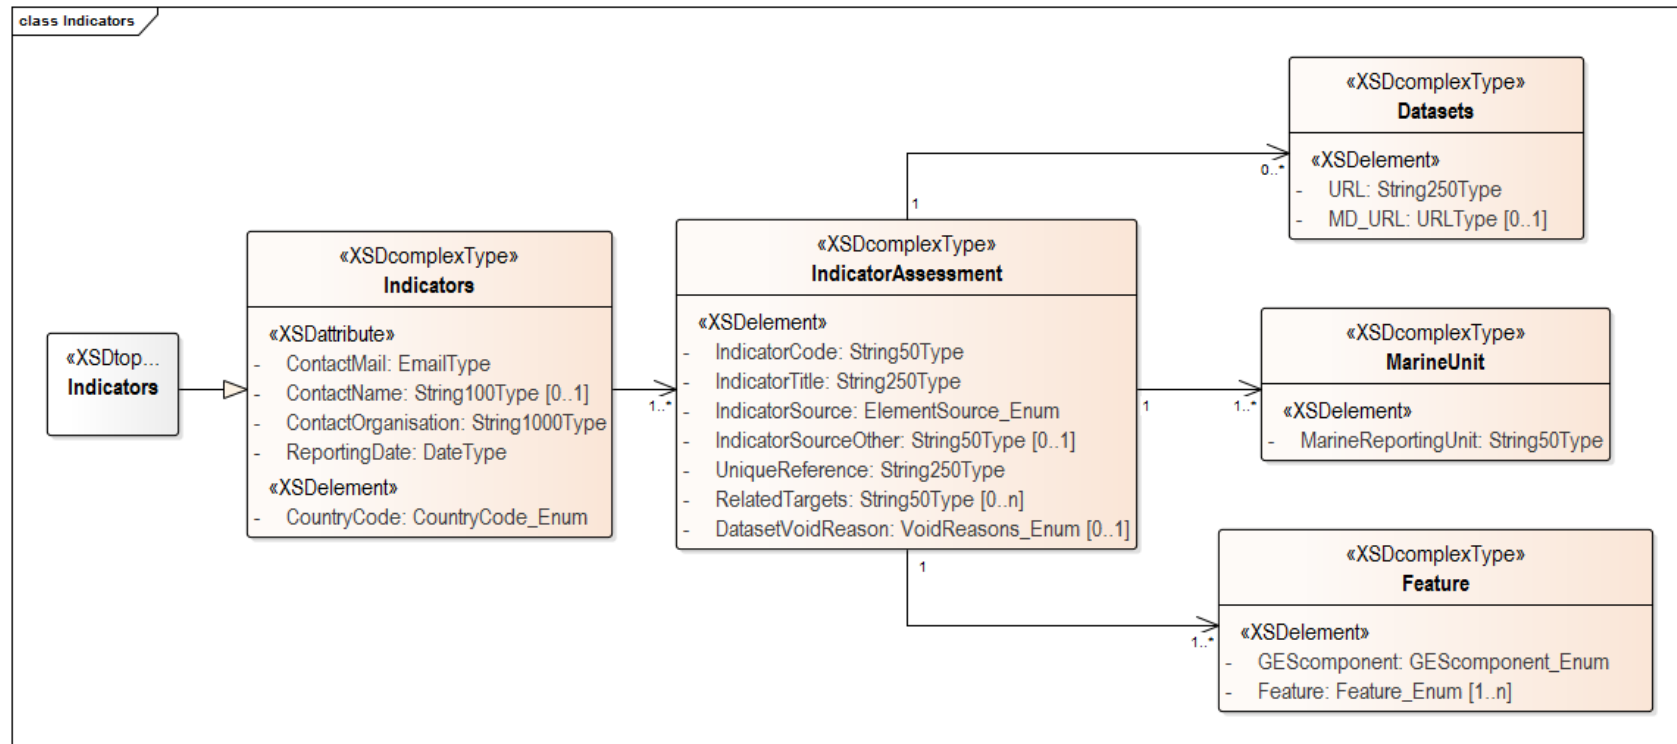 class Indicators
«XSDtop...
Indicators
«XSDcomplexType»
Indicators
«XSDattribute»
- ContactMail: EmailType
- ContactName: String100Type [0..1]
- ContactOrganisation: String1000Type
- ReportingDate: DateType
«XSDelement»
- CountryCode: CountryCode_Enum
1..*
«XSDcomplexType»
IndicatorAssessment
«XSDelement»
- IndicatorCode: String50Type
- IndicatorTitle: String250Type
- IndicatorSource: ElementSource_Enum
- IndicatorSourceOther: String50Type [0..1]
- UniqueReference: String250Type
- RelatedTargets: String50Type [0..n]
- DatasetVoidReason: VoidReasons_Enum [0..1]
1
0..*
«XSDcomplexType»
Datasets
«XSDelement»
- URL: String250Type
- MD_URL: URLType [0..1]
1
1..*
«XSDcomplexType»
MarineUnit
«XSDelement»
- MarineReportingUnit: String50Type
1
1..*
«XSDcomplexType»
Feature
«XSDelement»
- GEScomponent: GEScomponent_Enum
- Feature: Feature_Enum [1..n]